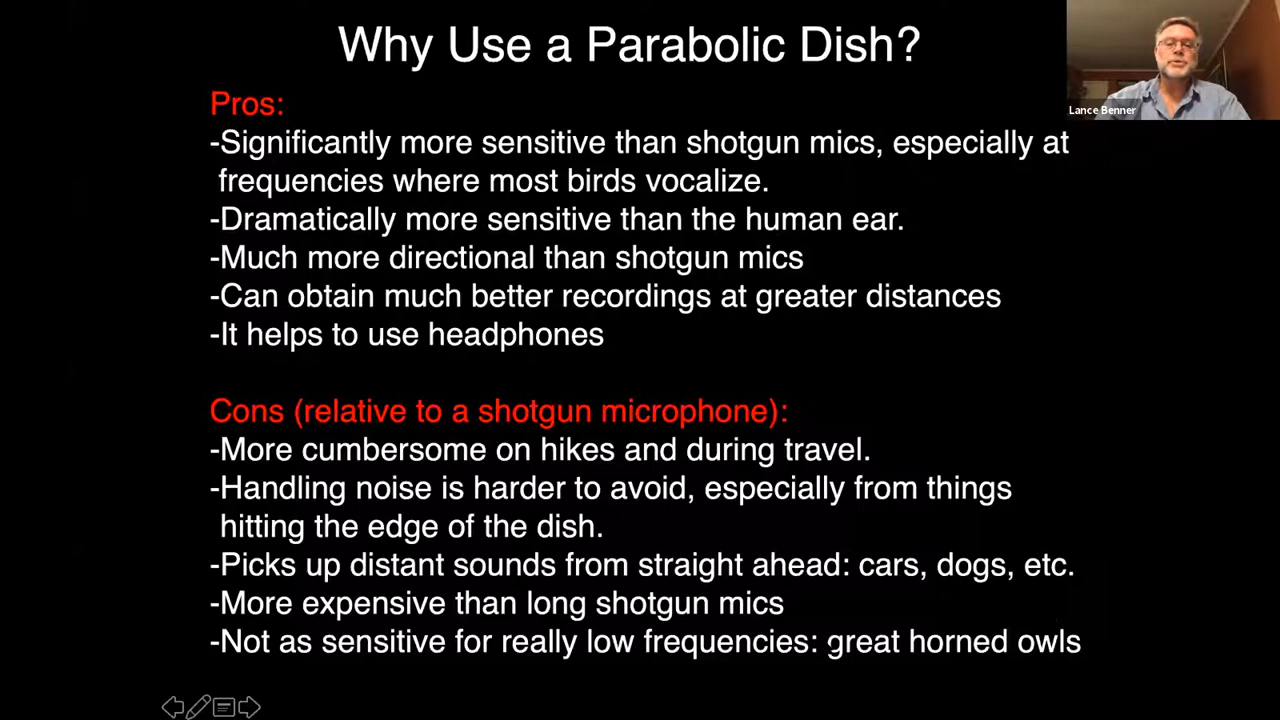 Why Use a Parabolic Dish?
Lance Benner
Pros:
-Significantly more sensitive than shotgun mics, especially at
frequencies where most birds vocalize.
-Dramatically more sensitive than the human ear.
-Much more directional than shotgun mics
-Can obtain much better recordings at greater distances
-It helps to use headphones
Cons (relative to a shotgun microphone):
-More cumbersome on hikes and during travel.
-Handling noise is harder to avoid, especially from things
hitting the edge of the dish.
-Picks up distant sounds from straight ahead: cars, dogs, etc.
-More expensive than long shotgun mics
-Not as sensitive for really low frequencies: great horned owls